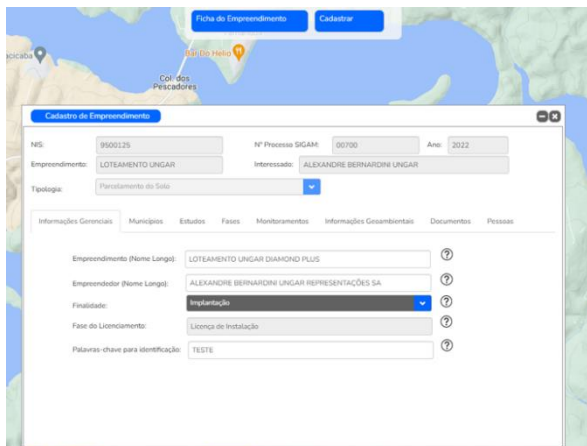 Ficha do Empreendimento
Cadastrar
acicaba
Bar Do Helio
Col. dos
Pescadores
Cadastro de Empreendimento
NIS: 9500125 Nº Processo SIGAM: 00700 Ano: 2022
Empreendimento: LOTEAMENTO UNGAR Interessado: ALEXANDRE BERNARDINI UNGAR
Tipologia: Parcelamento do Solo
Informações Gerenciais Municípios Estudos Fases Monitoramentos Informações Geoambientais Documentos Pessoas
Empreendimento (Nome Longo): LOTEAMENTO UNGAR DIAMOND PLUS
Empreendedor (Nome Longo): ALEXANDRE BERNARDINI UNGAR REPRESENTAÇÕES SA
Finalidade: Implantação
Fase do Licenciamento: Licença de Instalação
Palavras-chave para identificação: TESTE